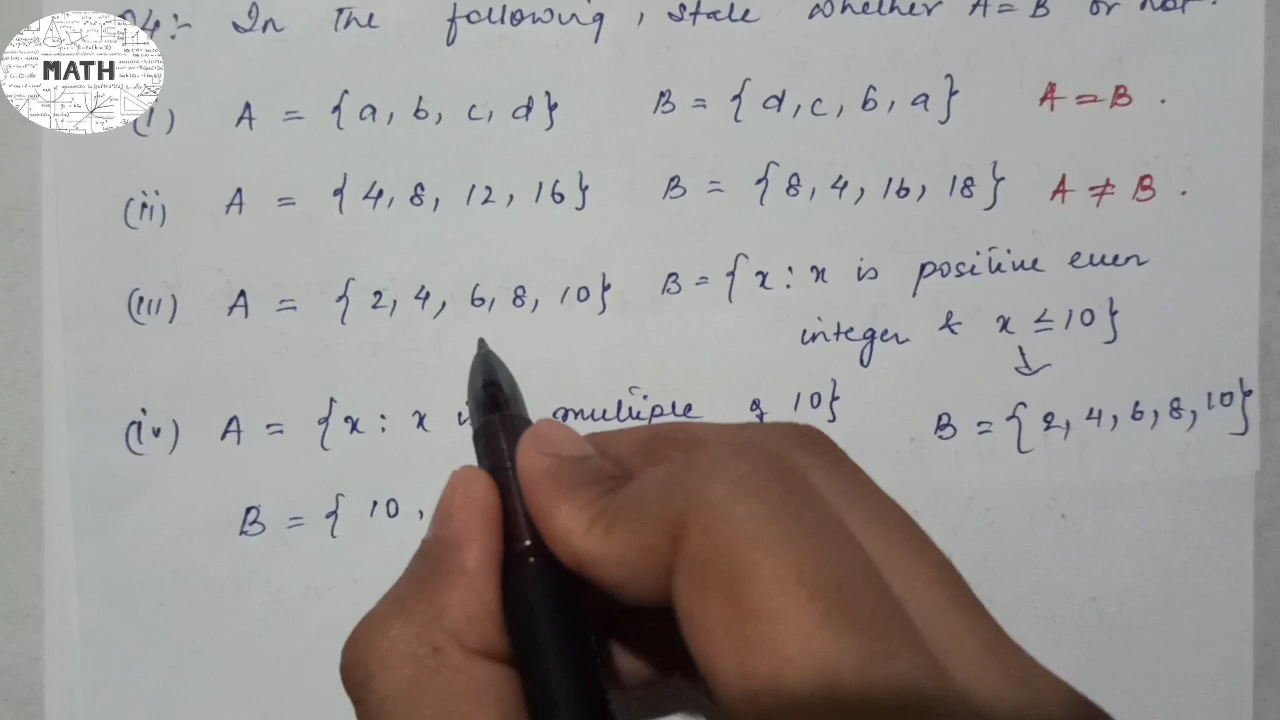 Q4:- In the following, state whether A = B or not.
MATH
(i) A = {a, b, c, d} B = {d, c, b, a} A = B.
(ii) A = {4, 8, 12, 16} B = {8, 4, 16, 18} A ≠ B.
(iii) A = {2, 4, 6, 8, 10} B = {x : x is positive even
integer & x ≤ 10}
↓
(iv) A = {x : x multiple of 10} B = {2, 4, 6, 8, 10}
B = { 10,